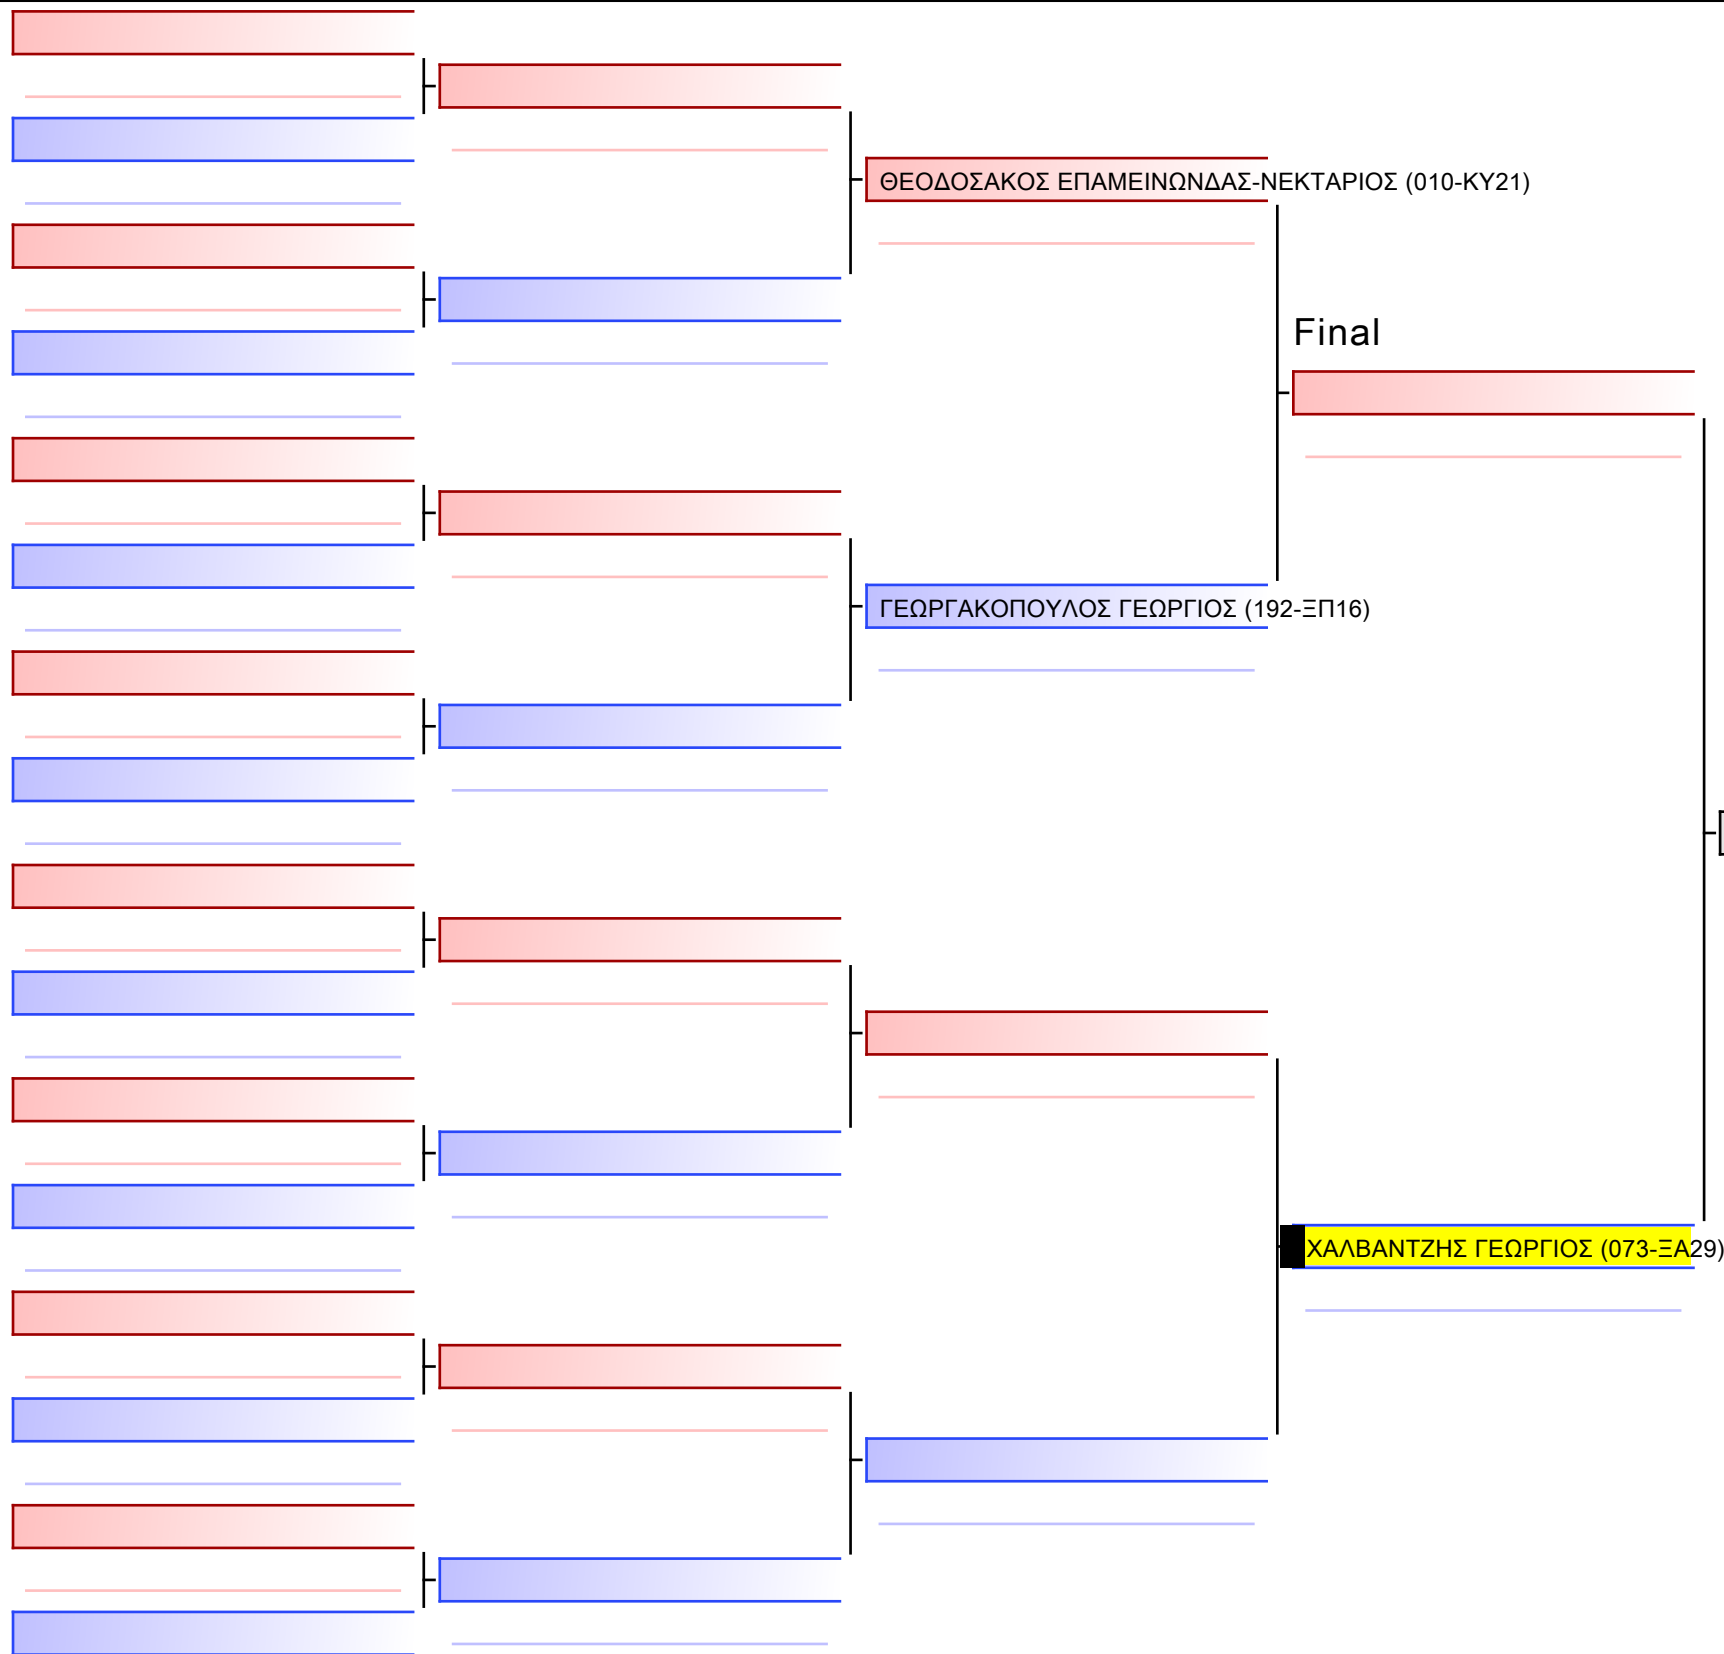 ΘΕΟΔΟΣΑΚΟΣ ΕΠΑΜΕΙΝΩΝΔΑΣ-ΝΕΚΤΑΡΙΟΣ (010-ΚΥ21)
Final
ΓΕΩΡΓΑΚΟΠΟΥΛΟΣ ΓΕΩΡΓΙΟΣ (192-ΞΠ16)
ΧΑΛΒΑΝΤΖΗΣ ΓΕΩΡΓΙΟΣ (073-ΞΑ29)